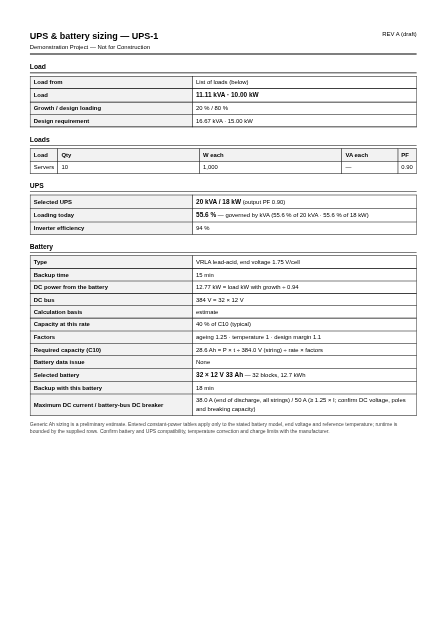 UPS & battery sizing — UPS-1
REV A (draft)
Demonstration Project — Not for Construction
Load
Load from List of loads (below)
Load 11.11 kVA · 10.00 kW
Growth / design loading 20 % / 80 %
Design requirement 16.67 kVA · 15.00 kW
Loads
Load Qty W each VA each PF
Servers 10 1,000 — 0.90
UPS
Selected UPS 20 kVA / 18 kW (output PF 0.90)
Loading today 55.6 % — governed by kVA (55.6 % of 20 kVA · 55.6 % of 18 kW)
Inverter efficiency 94 %
Battery
Type VRLA lead-acid, end voltage 1.75 V/cell
Backup time 15 min
DC power from the battery 12.77 kW = load kW with growth ÷ 0.94
DC bus 384 V = 32 × 12 V
Calculation basis estimate
Capacity at this rate 40 % of C10 (typical)
Factors ageing 1.25 · temperature 1 · design margin 1.1
Required capacity (C10) 28.6 Ah = P × t ÷ 384.0 V (string) ÷ rate × factors
Battery data issue None
Selected battery 32 × 12 V 33 Ah — 32 blocks, 12.7 kWh
Backup with this battery 18 min
Maximum DC current / battery-bus DC breaker 38.0 A (end of discharge, all strings) / 50 A (≥ 1.25 × I; confirm DC voltage, poles
and breaking capacity)
Generic Ah sizing is a preliminary estimate. Entered constant-power tables apply only to the stated battery model, end voltage and reference temperature; runtime is
bounded by the supplied rows. Confirm battery and UPS compatibility, temperature correction and charge limits with the manufacturer.